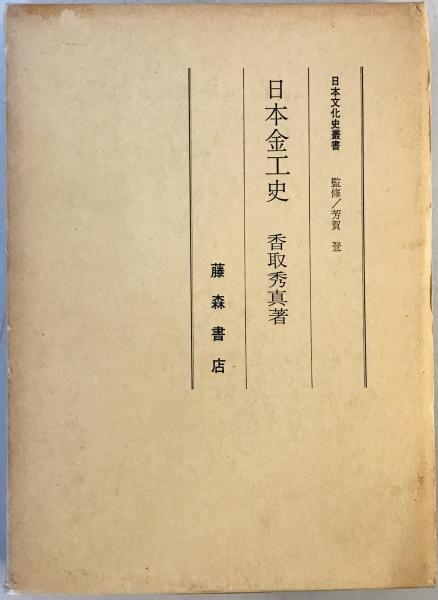 日本文化史叢書　監修／芳賀　登
日本金工史　香取秀真著
藤森書店